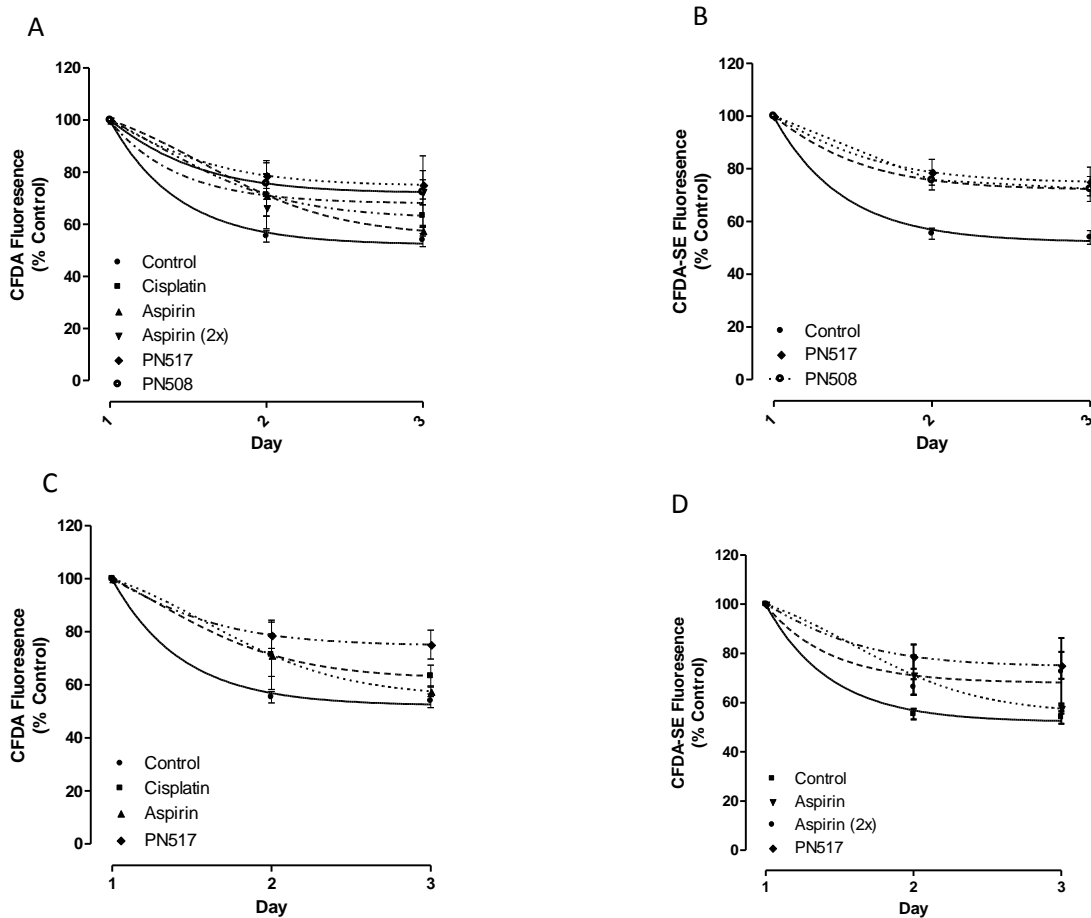 A
CFDA Fluoresence
(% Control)
120
100
80
60
40
20
0
Control
Cisplatin
Aspirin
Aspirin (2x)
PN517
PN508
1
2
3
Day
B
CFDA-SE Fluoresence
(% Control)
120
100
80
60
40
20
0
Control
PN517
PN508
1
2
3
Day
C
CFDA Fluoresence
(% Control)
120
100
80
60
40
20
0
Control
Cisplatin
Aspirin
PN517
1
2
3
Day
D
CFDA-SE Fluoresence
(% Control)
120
100
80
60
40
20
0
Control
Aspirin
Aspirin (2x)
PN517
1
2
3
Day